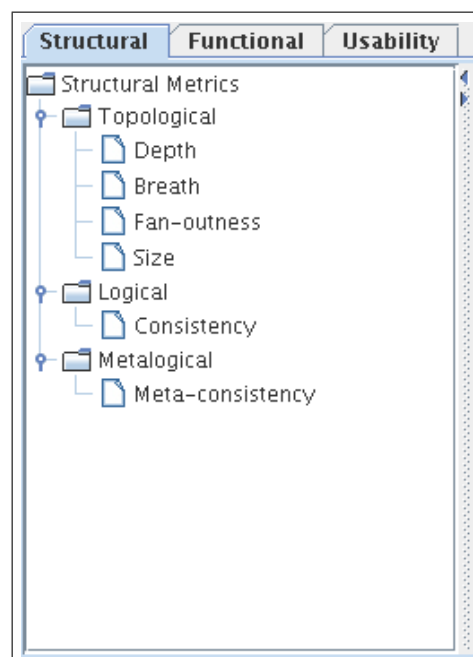 Structural Functional Usability
Structural Metrics
Topological
Depth
Breath
Fan-outness
Size
Logical
Consistency
Metalogical
Meta-consistency